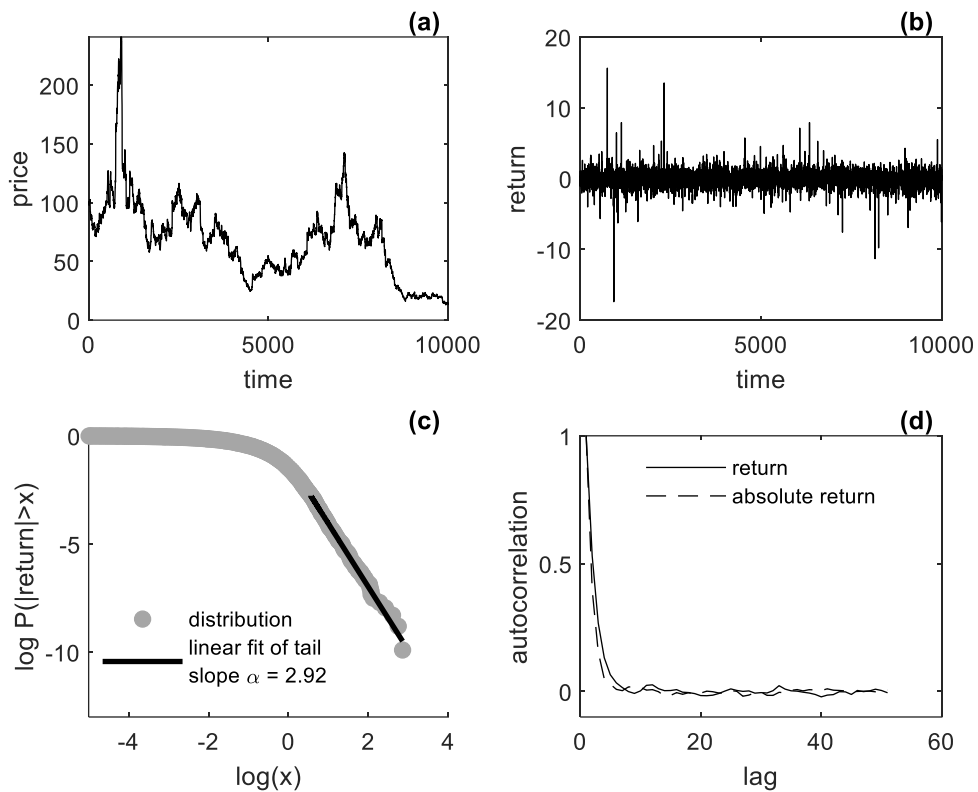 (a)
200
150
100
50
0
0 5000 10000
price
time
(b)
20
10
0
-10
-20
0 5000 10000
return
time
(c)
0
-5
-10
-4 -2 0 2 4
log P(|return|>x)
log(x)
distribution
linear fit of tail
slope α = 2.92
(d)
1
0.5
0
0 20 40 60
autocorrelation
lag
return
absolute return